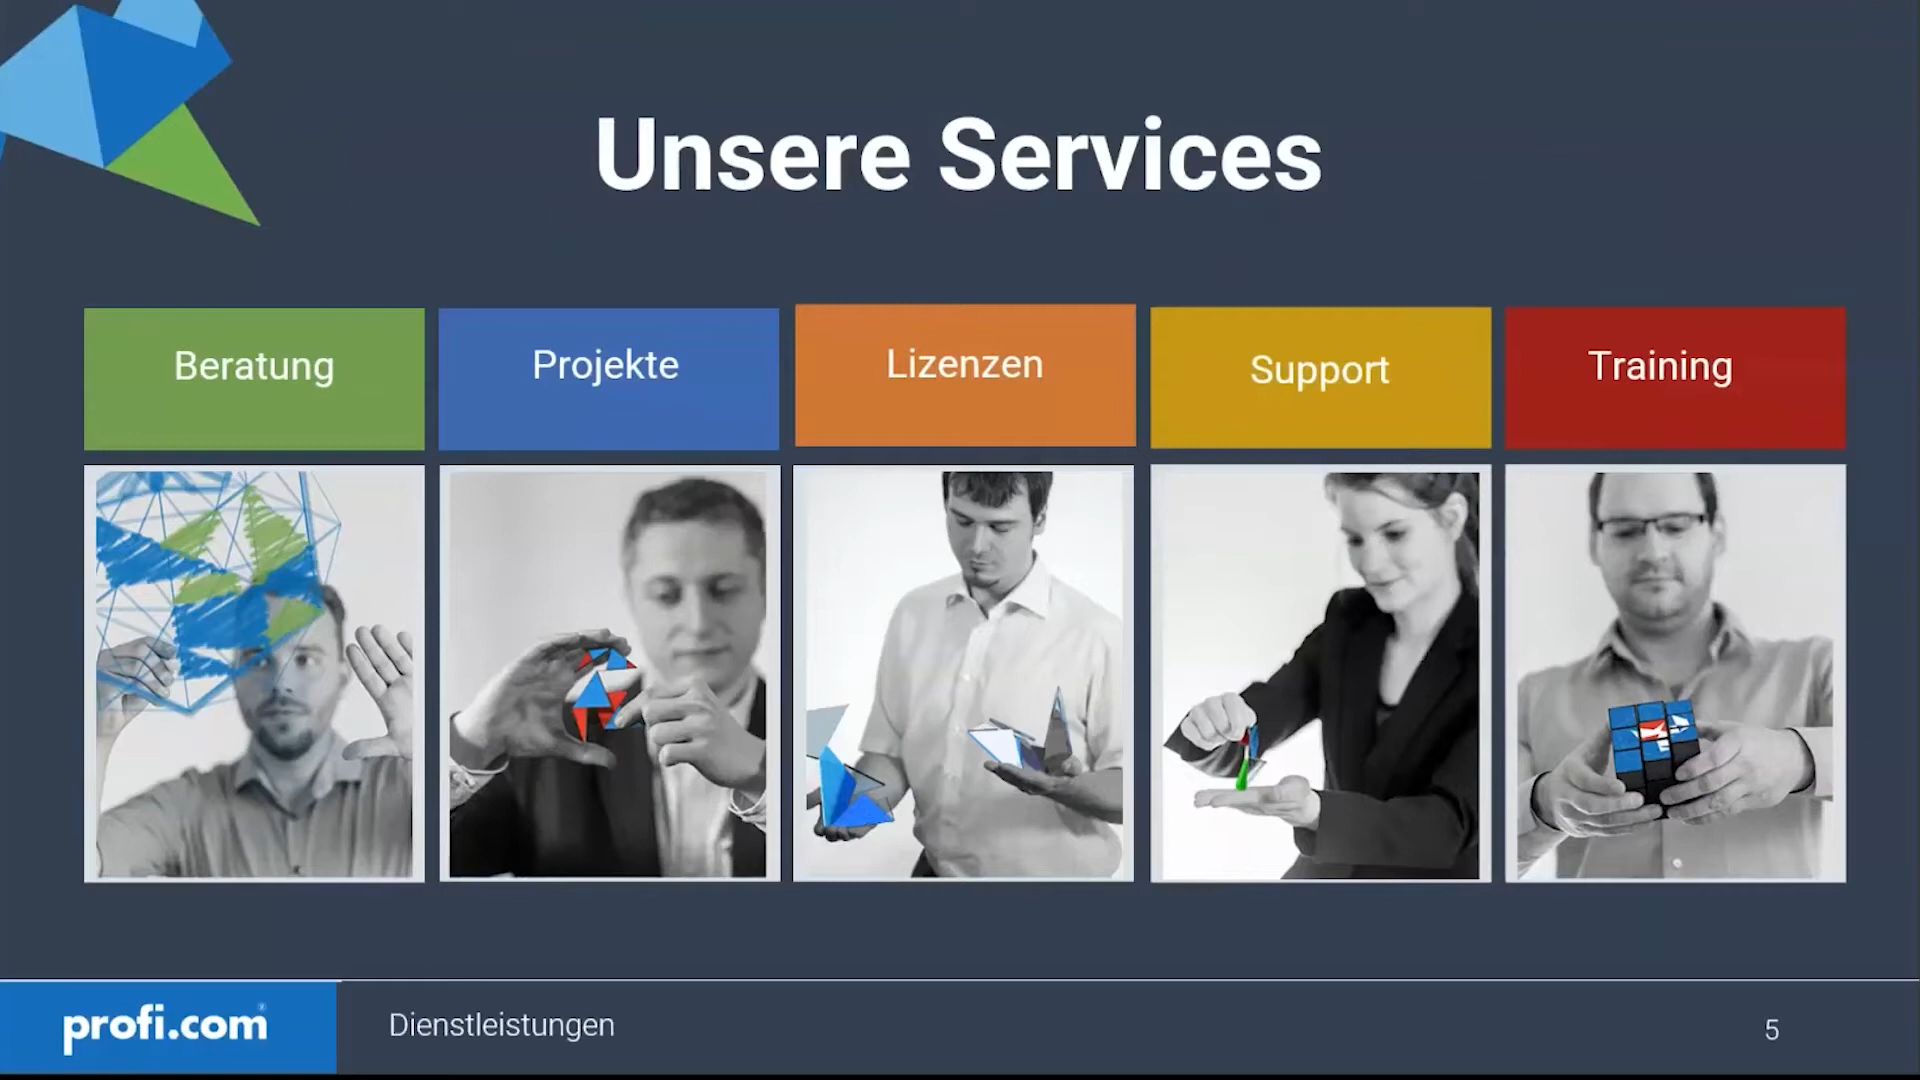 Unsere Services
Beratung
Projekte
Lizenzen
Support
Training
profi.com®
Dienstleistungen
5